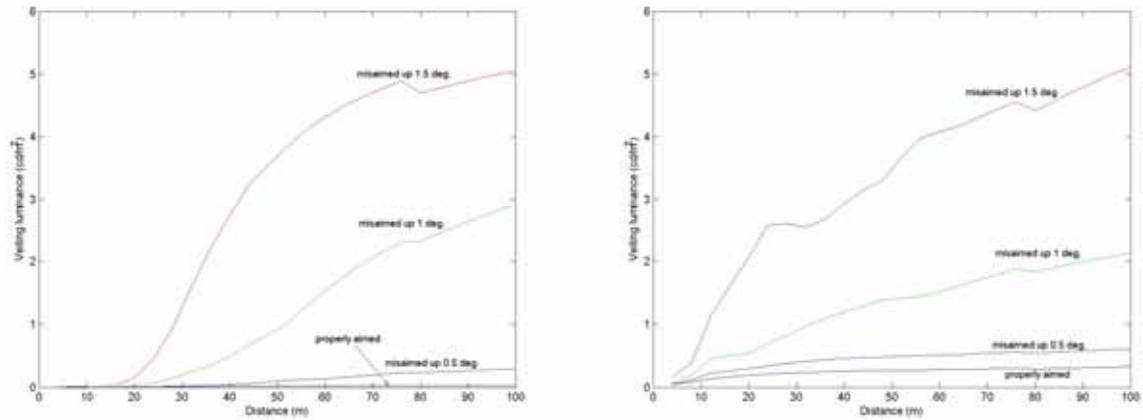 6
5
4
3
2
1
0
Veiling luminance (cd/m²)
misaimed up 1.5 deg.
misaimed up 1 deg.
properly aimed
misaimed up 0.5 deg.
0 10 20 30 40 50 60 70 80 90 100
Distance (m)
6
5
4
3
2
1
0
Veiling luminance (cd/m²)
misaimed up 1.5 deg.
misaimed up 1 deg.
misaimed up 0.5 deg.
properly aimed
0 10 20 30 40 50 60 70 80 90 100
Distance (m)